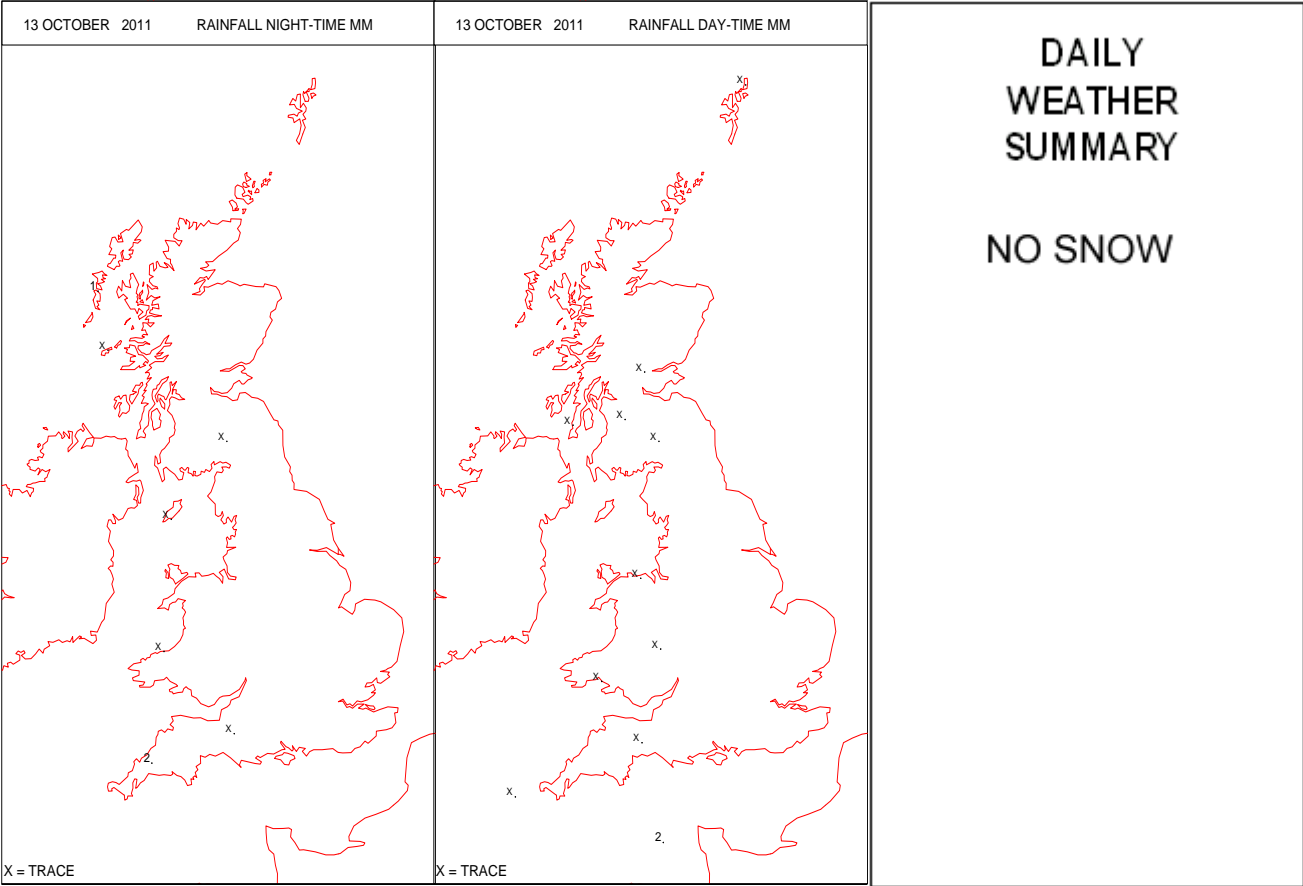 13 OCTOBER 2011 RAINFALL NIGHT-TIME MM
1
X.
X.
X
X.
X.
2.
X = TRACE
13 OCTOBER 2011 RAINFALL DAY-TIME MM
X
X.
X.
X.
X.
X.
X.
X
X.
X.
2.
X = TRACE
DAILY
WEATHER
SUMMARY
NO SNOW